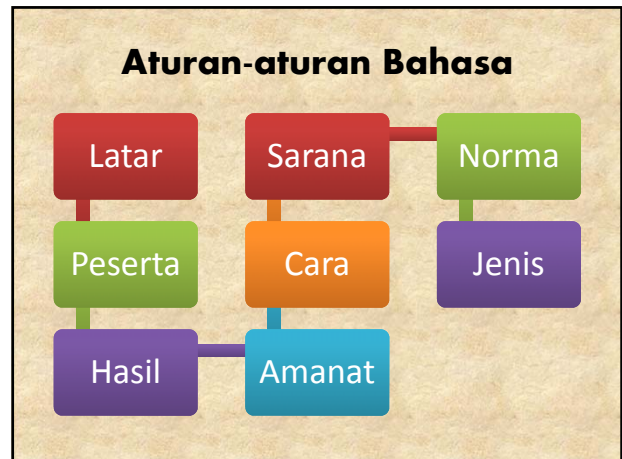 Aturan-aturan Bahasa
Latar
Peserta
Hasil
Amanat
Cara
Sarana
Norma
Jenis